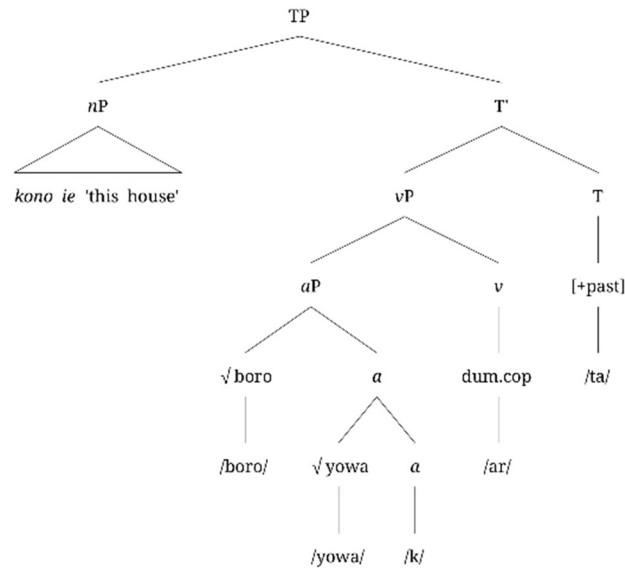 TP
nP T'
kono ie 'this house' vP T
aP v [+past]
√boro a dum.cop /ta/
/boro/ √yowa a /ar/
/yowa/ /k/